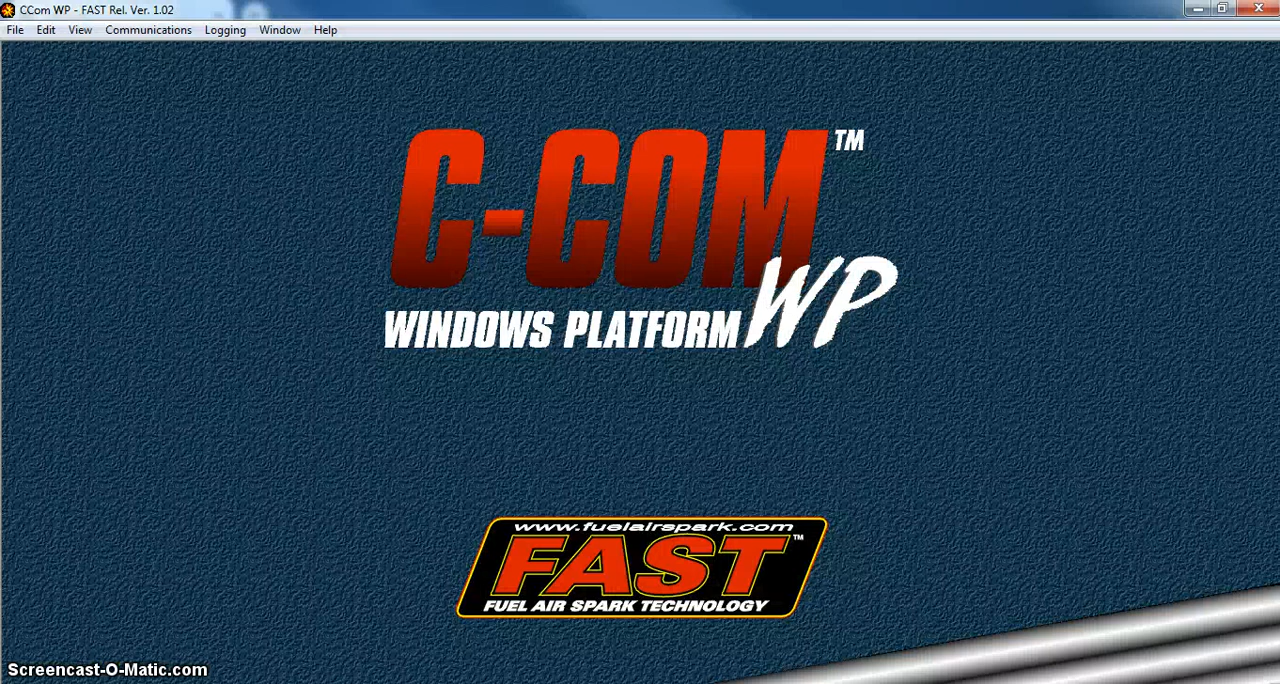 CCom WP - FAST Rel. Ver. 1.02
File Edit View Communications Logging Window Help
C-COM™
WP
WINDOWS PLATFORM
www.fuelairspark.com
FAST™
FUEL AIR SPARK TECHNOLOGY
Screencast-O-Matic.com